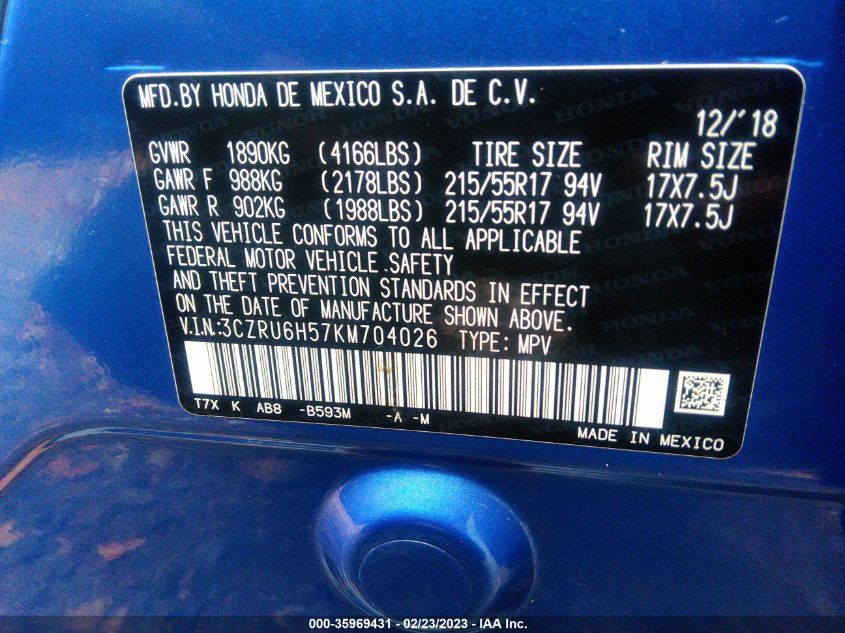 MFD.BY HONDA DE MEXICO S.A. DE C.V.
12/'18
GVWR 1890KG (4166LBS) TIRE SIZE RIM SIZE
GAWR F 988KG (2178LBS) 215/55R17 94V 17X7.5J
GAWR R 902KG (1988LBS) 215/55R17 94V 17X7.5J
THIS VEHICLE CONFORMS TO ALL APPLICABLE
FEDERAL MOTOR VEHICLE SAFETY
AND THEFT PREVENTION STANDARDS IN EFFECT
ON THE DATE OF MANUFACTURE SHOWN ABOVE.
V.I.N.:3CZRU6H57KM704026 TYPE: MPV
T7X K AB8 -B593M -A -M
MADE IN MEXICO
000-35969431 - 02/23/2023 - IAA Inc.